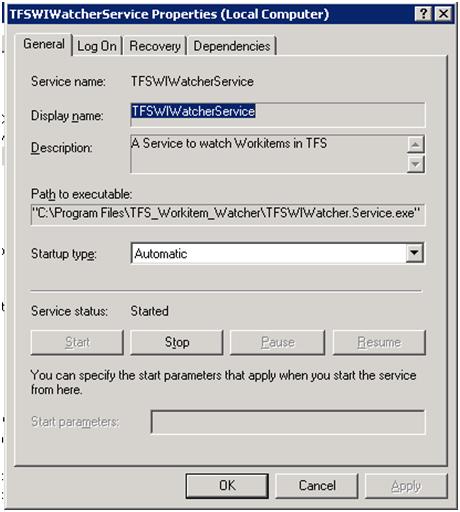 TFSWIWatcherService Properties (Local Computer)
General Log On Recovery Dependencies
Service name: TFSWIWatcherService
Display name: TFSWIWatcherService
Description: A Service to watch Workitems in TFS
Path to executable:
"C:\Program Files\TFS_Workitem_Watcher\TFSWIWatcher.Service.exe"
Startup type: Automatic
Service status: Started
Start Stop Pause Resume
You can specify the start parameters that apply when you start the service
from here.
Start parameters:
OK Cancel Apply